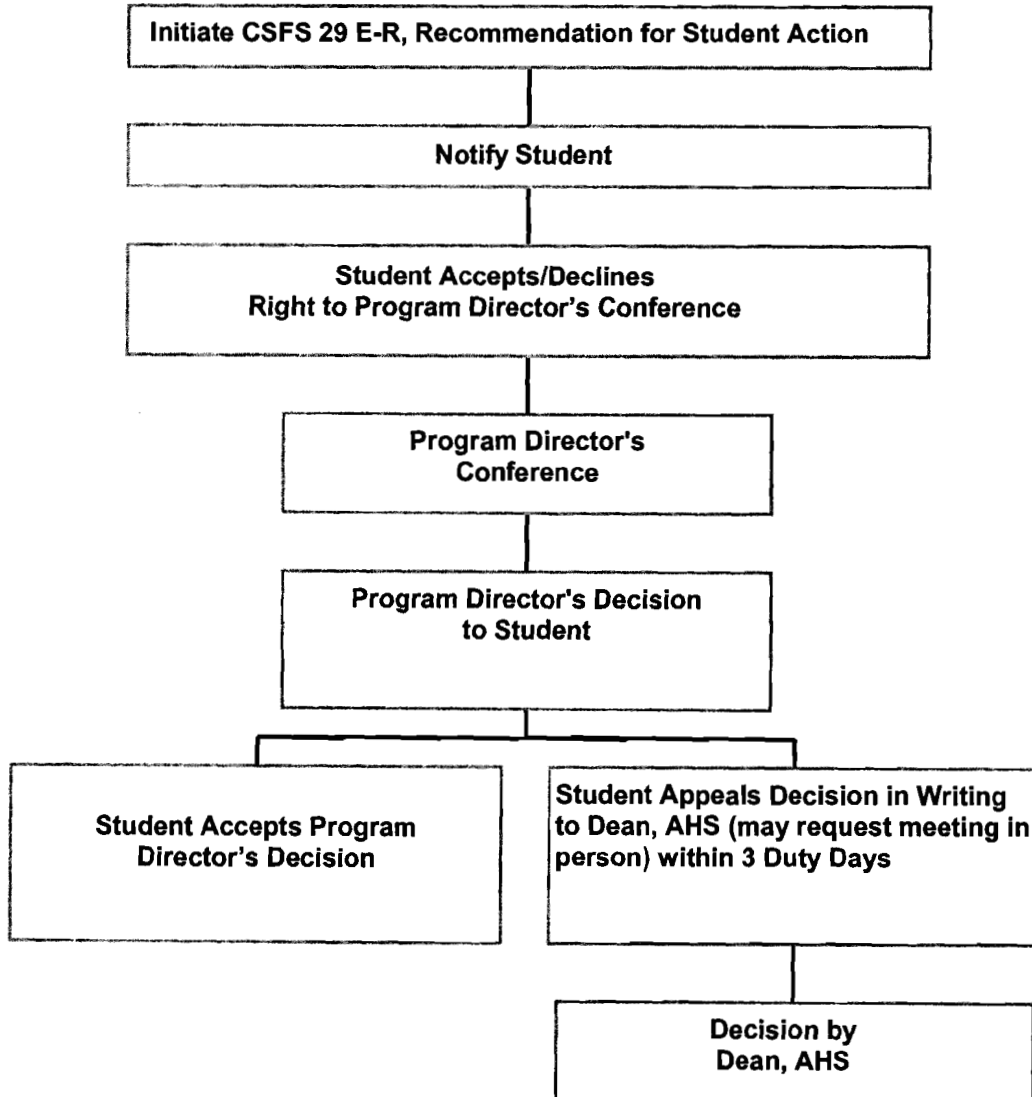 Initiate CSFS 29 E-R, Recommendation for Student Action
Notify Student
Student Accepts/Declines
Right to Program Director's Conference
Program Director's
Conference
Program Director's Decision
to Student
Student Accepts Program
Director's Decision
Student Appeals Decision in Writing
to Dean, AHS (may request meeting in
person) within 3 Duty Days
Decision by
Dean, AHS